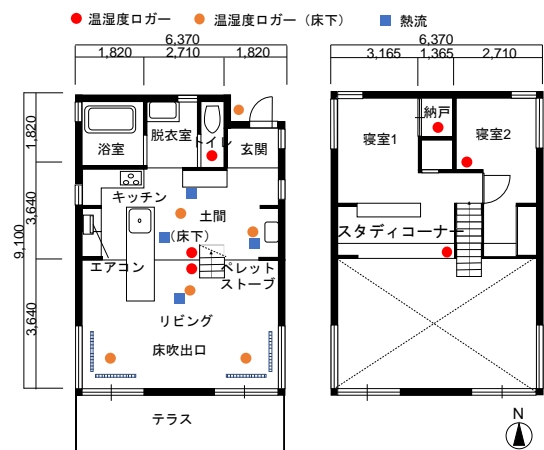 温湿度ロガー
温湿度ロガー（床下）
熱流
6,370
1,820
2,710
1,820
6,370
3,165
1,365
2,710
1,820
3,640
3,640
9,100
浴室
脱衣室
トイレ
玄関
キッチン
土間
（床下）
エアコン
ペレット
ストーブ
リビング
床吹出口
テラス
寝室1
納戸
寝室2
スタディコーナー
N